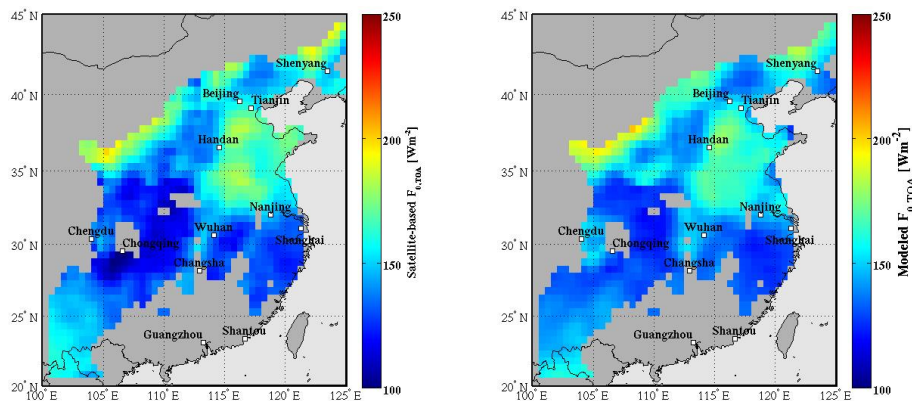 45° N
40° N
35° N
30° N
25° N
20° N
100° E
105° E
110° E
115° E
120° E
125° E
Shenyang
Beijing
Tianjin
Handan
Nanjing
Chengdu
Wuhan
Chongqing
Shanghai
Changsha
Guangzhou
Shantou
250
200
150
100
Satellite-based F0,TOA [Wm-2]
45° N
40° N
35° N
30° N
25° N
20° N
100° E
105° E
110° E
115° E
120° E
125° E
Shenyang
Beijing
Tianjin
Handan
Nanjing
Chengdu
Wuhan
Chongqing
Shanghai
Changsha
Guangzhou
Shantou
250
200
150
100
Modeled F0,TOA [Wm-2]